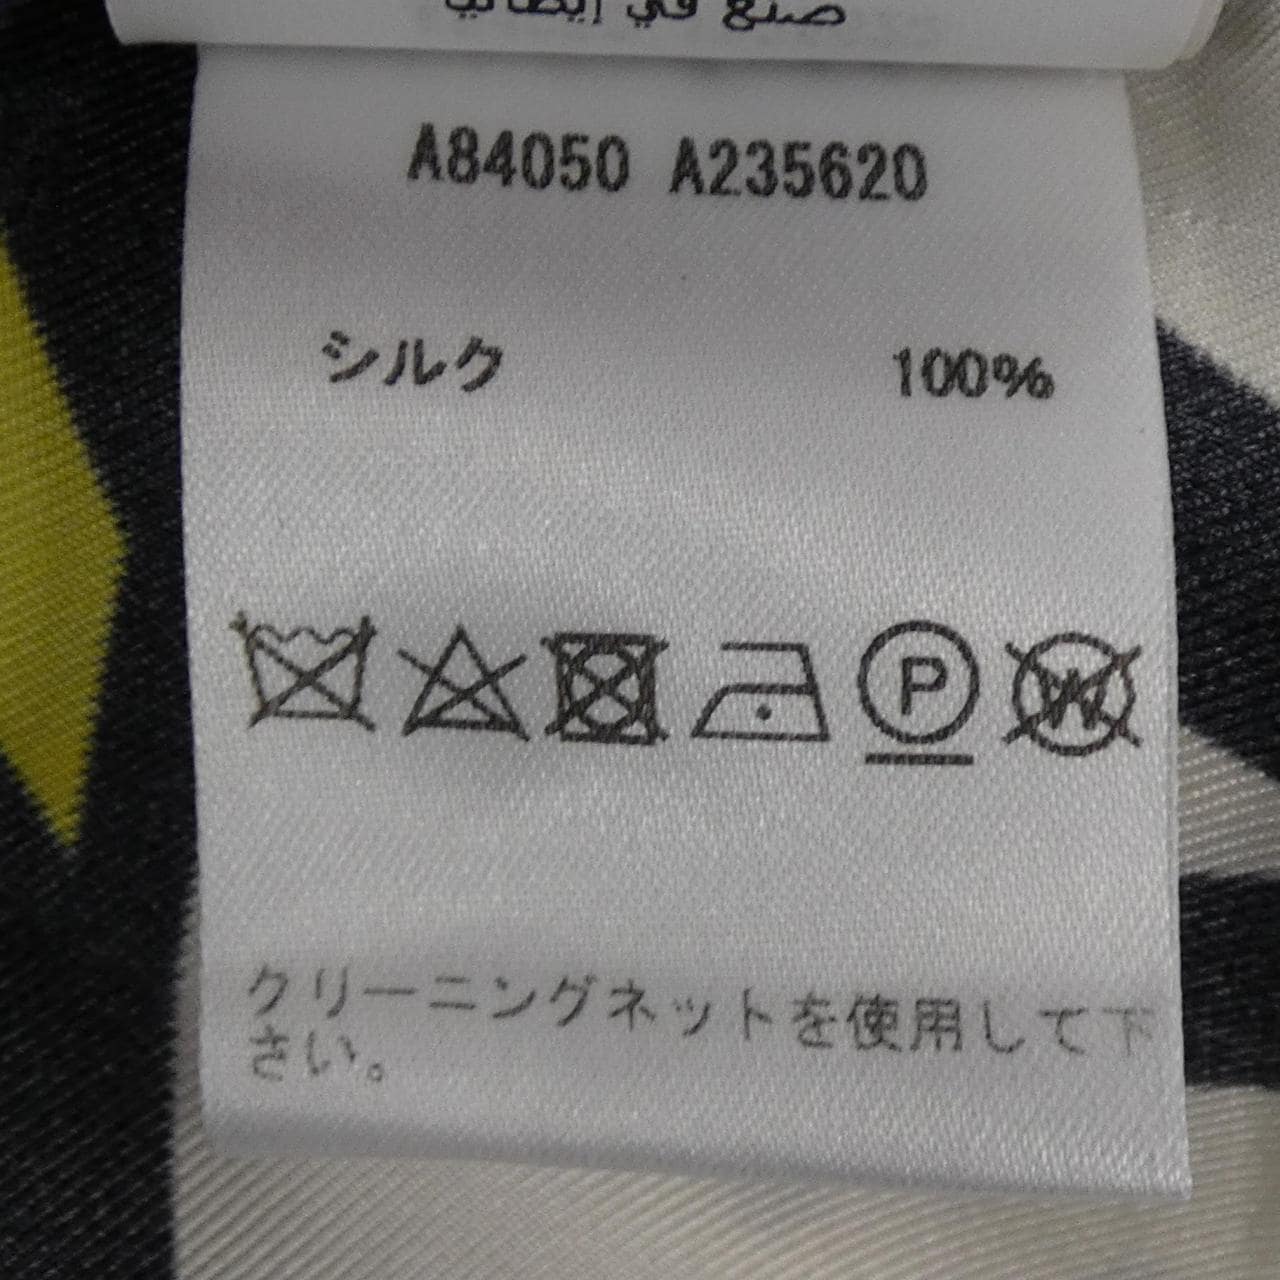 صنع في إيطاليا
A84050 A235620
シルク 100%
P W
クリーニングネットを使用して下
さい。